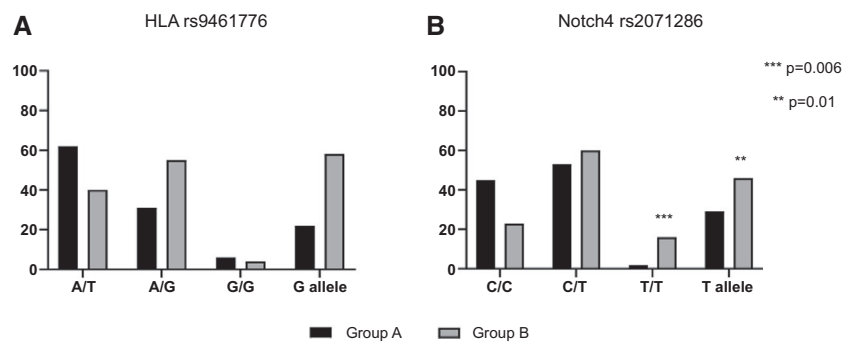 A
HLA rs9461776
100
80
60
40
20
0
A/T
A/G
G/G
G allele
B
Notch4 rs2071286
*** p=0.006
** p=0.01
100
80
60
40
20
0
***
**
C/C
C/T
T/T
T allele
Group A
Group B